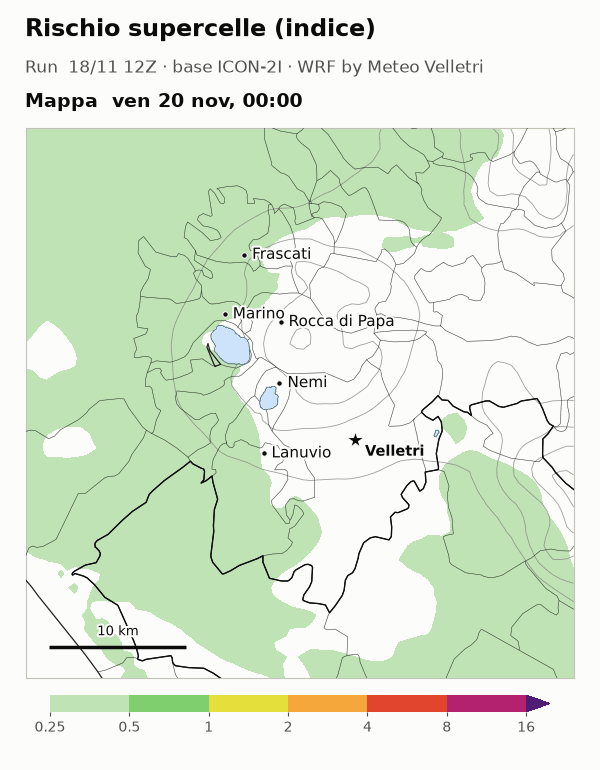 Rischio supercelle (indice)
Run  18/11 12Z · base ICON-2I · WRF by Meteo Velletri
Mappa  ven 20 nov, 00:00
Frascati
Marino
Rocca di Papa
Nemi
Velletri
Lanuvio
10 km
0.25 0.5 1 2 4 8 16